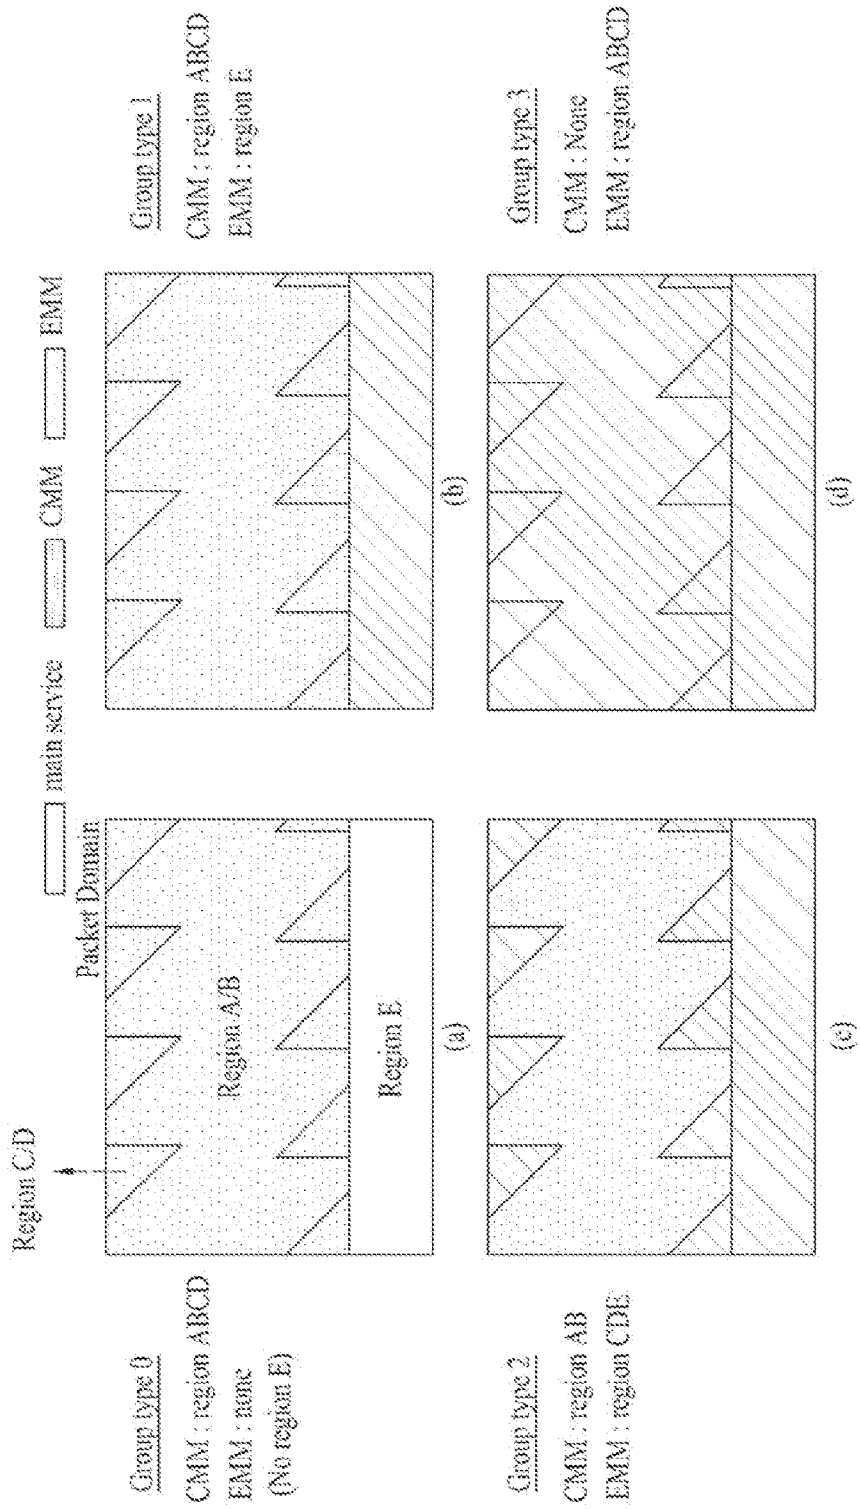 main service
CMM
EMM
Region C/D
Packet Domain
Group type 0
CMM : region ABCD
EMM : none
(No region E)
Region A/B
Region E
(a)
Group type 1
CMM : region ABCD
EMM : region E
(b)
Group type 2
CMM : region AB
EMM : region CDE
(c)
Group type 3
CMM : None
EMM : region ABCD
(d)